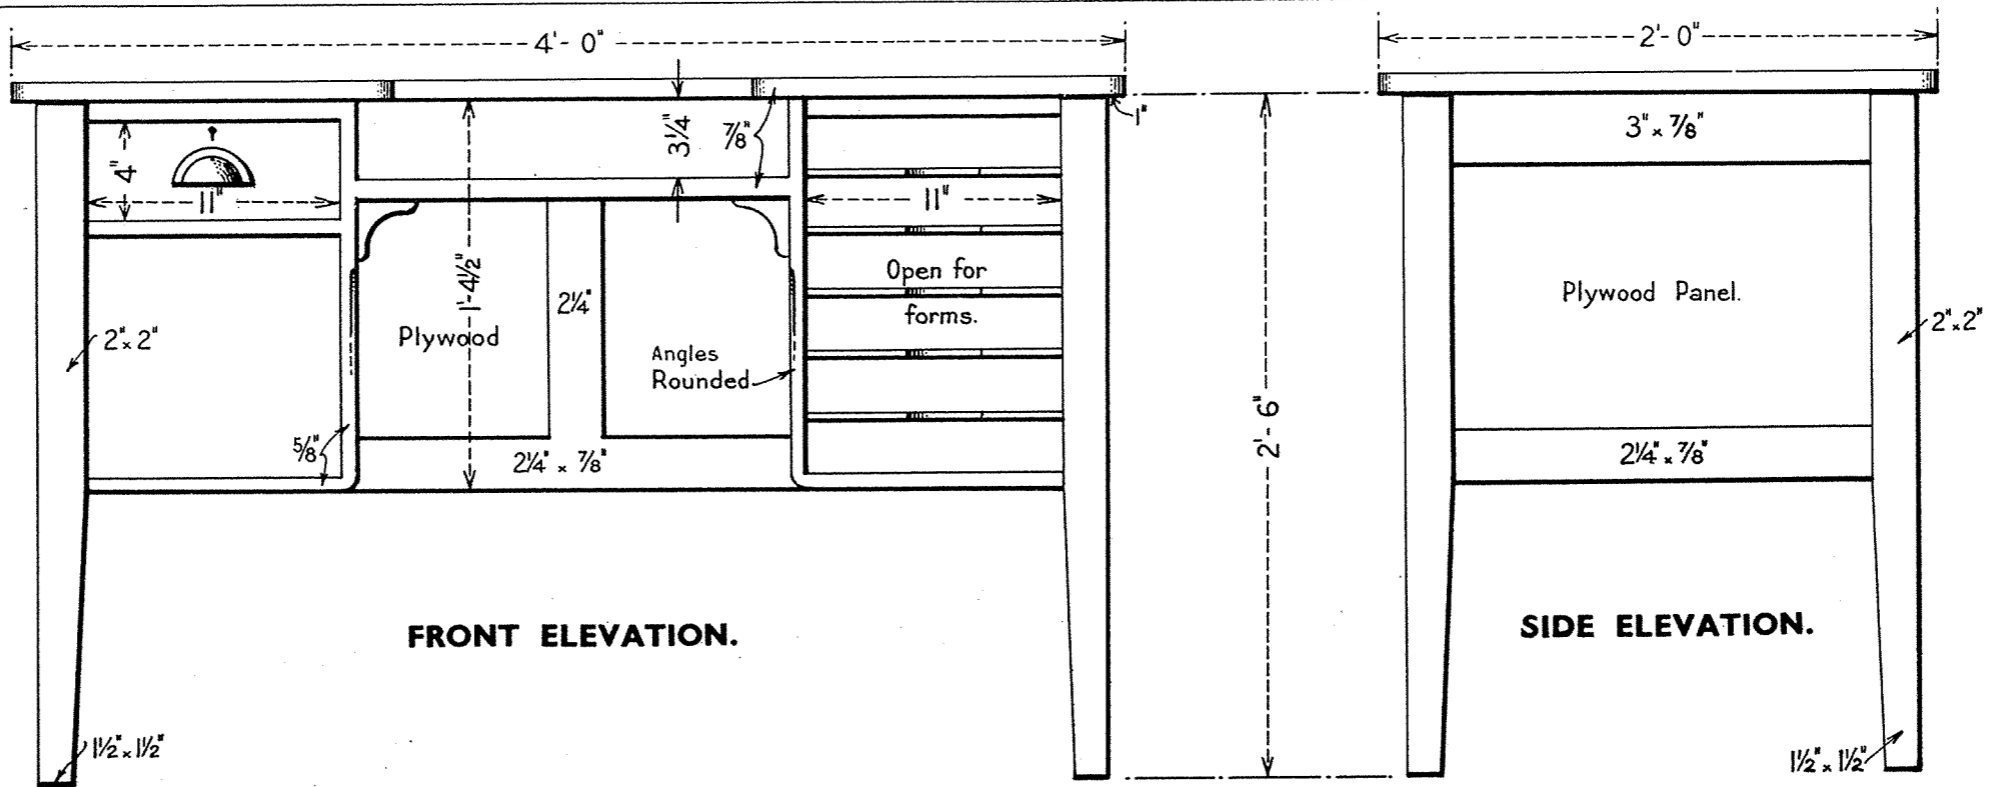 4'- 0"
2'- 0"
3¼"
7/8"
1"
3" × 7/8"
4"
11"
11"
1'-4½"
Open for
forms.
2¼"
Plywood
Plywood Panel.
2" × 2"
2" × 2"
Angles
Rounded
2'- 6"
5/8"
2¼" × 7/8"
2¼" × 7/8"
FRONT ELEVATION.
SIDE ELEVATION.
1½" × 1½"
1½" × 1½"